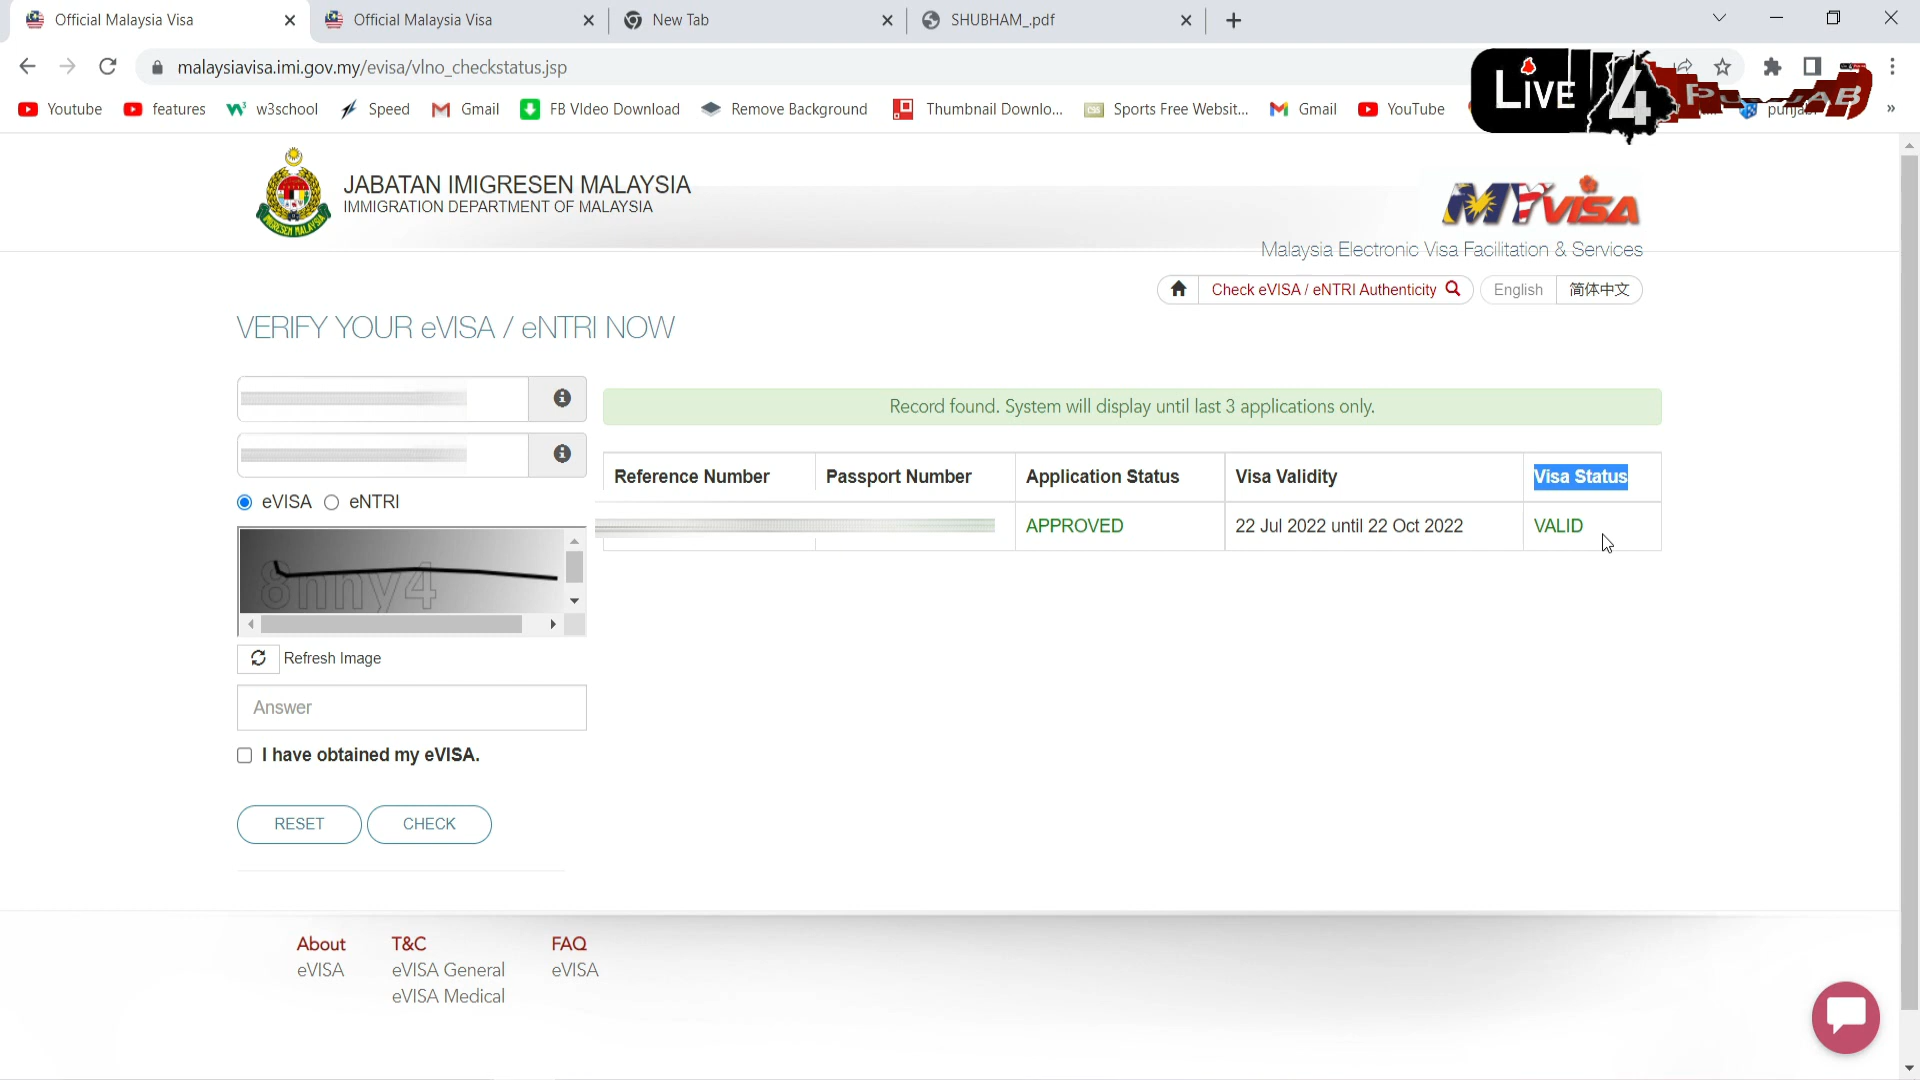 Official Malaysia Visa
Official Malaysia Visa
New Tab
SHUBHAM_.pdf
malaysiavisa.imi.gov.my/evisa/vlno_checkstatus.jsp
Youtube
features
w3school
Speed
Gmail
FB VIdeo Download
Remove Background
Thumbnail Downlo...
Sports Free Websit...
Gmail
YouTube
LIVE 4 PUNJAB
JABATAN IMIGRESEN MALAYSIA
IMMIGRATION DEPARTMENT OF MALAYSIA
MYVISA
Malaysia Electronic Visa Facilitation & Services
Check eVISA / eNTRI Authenticity
English
简体中文
VERIFY YOUR eVISA / eNTRI NOW
Record found. System will display until last 3 applications only.
Reference Number Passport Number Application Status Visa Validity Visa Status
APPROVED 22 Jul 2022 until 22 Oct 2022 VALID
eVISA eNTRI
8nny4
Refresh Image
Answer
I have obtained my eVISA.
RESET CHECK
About T&C FAQ
eVISA eVISA General eVISA
eVISA Medical